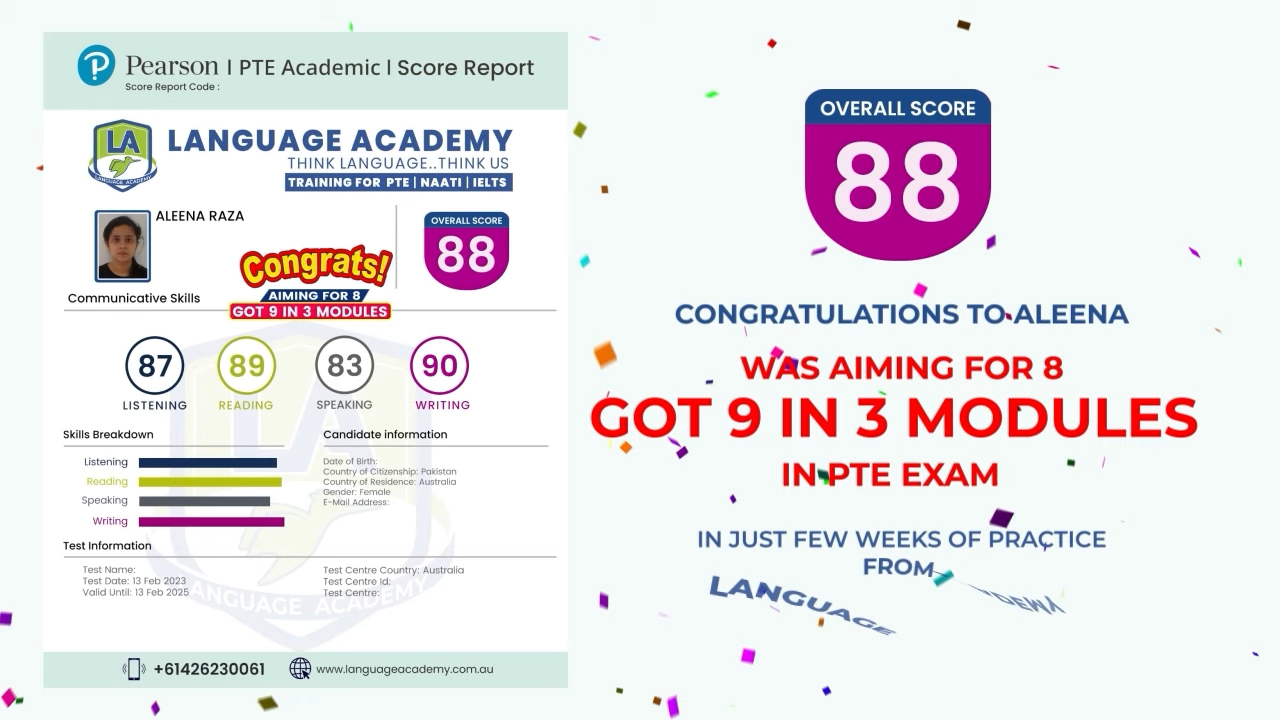 Pearson | PTE Academic | Score Report
Score Report Code :
LA
LANGUAGE ACADEMY
LANGUAGE ACADEMY
THINK LANGUAGE..THINK US
TRAINING FOR PTE | NAATI | IELTS
ALEENA RAZA
Congrats!
AIMING FOR 8
GOT 9 IN 3 MODULES
OVERALL SCORE
88
Communicative Skills
87
89
83
90
LISTENING
READING
SPEAKING
WRITING
Skills Breakdown
Listening
Reading
Speaking
Writing
Candidate information
Date of Birth:
Country of Citizenship: Pakistan
Country of Residence: Australia
Gender: Female
E-Mail Address:
Test Information
Test Name:
Test Date: 13 Feb 2023
Valid Until: 13 Feb 2025
Test Centre Country: Australia
Test Centre Id:
Test Centre:
LA
LANGUAGE ACADEMY
+61426230061
www.languageacademy.com.au
OVERALL SCORE
88
CONGRATULATIONS TO ALEENA
WAS AIMING FOR 8
GOT 9 IN 3 MODULES
IN PTE EXAM
IN JUST FEW WEEKS OF PRACTICE
FROM
LANGUAGE